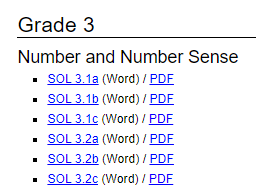 Grade 3
Number and Number Sense
SOL 3.1a (Word) / PDF
SOL 3.1b (Word) / PDF
SOL 3.1c (Word) / PDF
SOL 3.2a (Word) / PDF
SOL 3.2b (Word) / PDF
SOL 3.2c (Word) / PDF